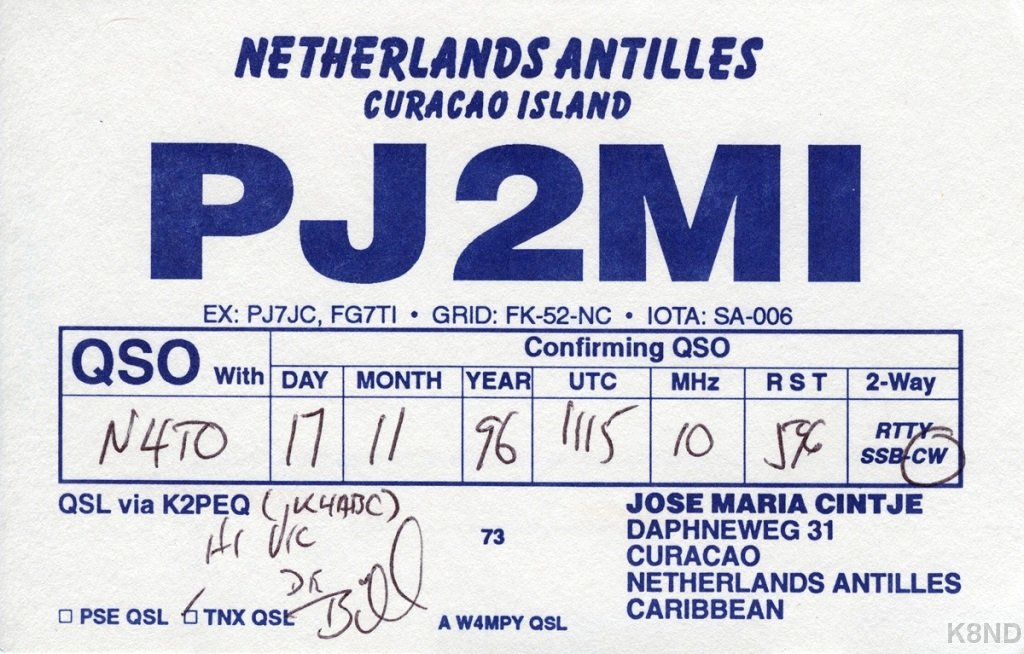 NETHERLANDS ANTILLES
CURACAO ISLAND
PJ2MI
EX: PJ7JC, FG7TI • GRID: FK-52-NC • IOTA: SA-006
QSO With
Confirming QSO
DAY MONTH YEAR UTC MHz RST 2-Way
N4TO 17 11 96 1115 10 RTTY
SSB-CW
QSL via K2PEQ (K4ABC)
HI VIC
DR
Bill
73
JOSE MARIA CINTJE
DAPHNEWEG 31
CURACAO
NETHERLANDS ANTILLES
CARIBBEAN
PSE QSL TNX QSL
A W4MPY QSL
K8ND